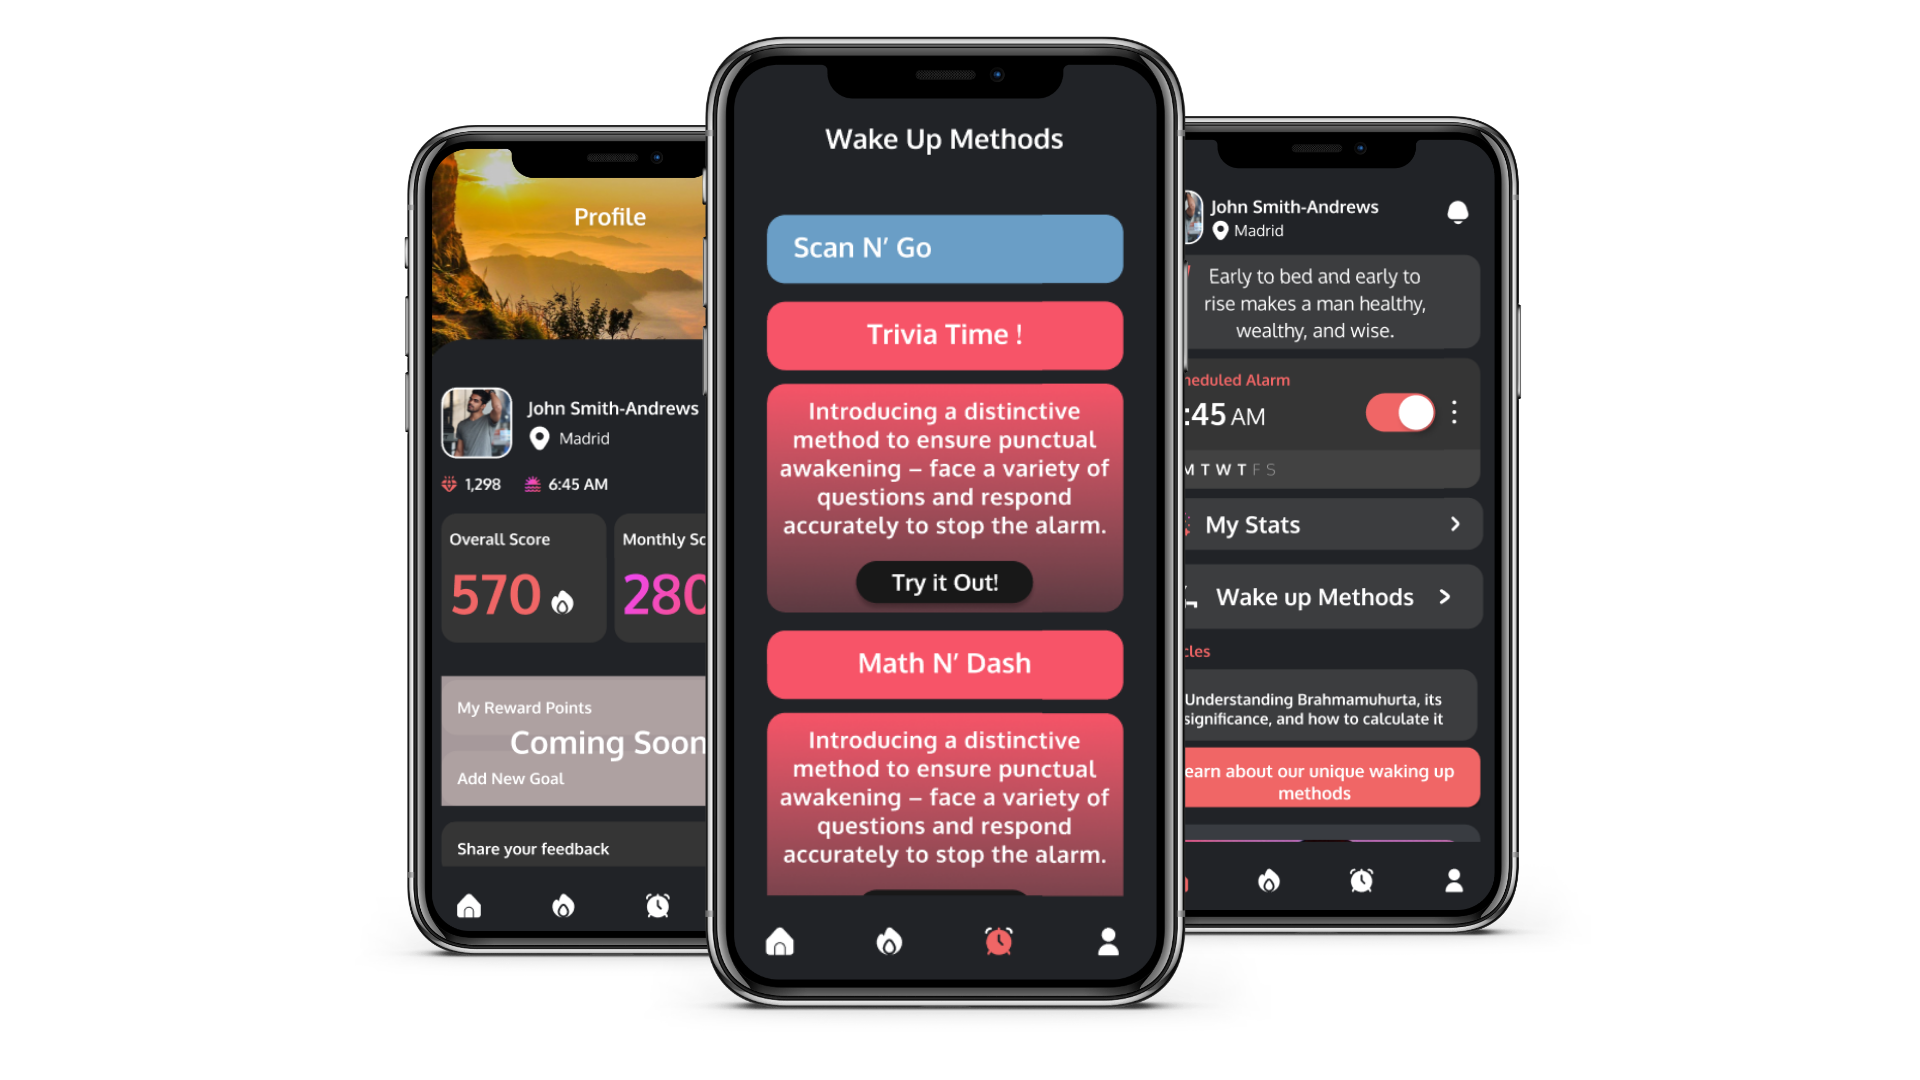 Profile
John Smith-Andrews
Madrid
1,298
6:45 AM
Overall Score
570
Monthly
280
My Reward Points
Coming Soon
Add New Goal
Share your feedback
Wake Up Methods
Scan N’ Go
Trivia Time !
Introducing a distinctive
method to ensure punctual
awakening – face a variety of
questions and respond
accurately to stop the alarm.
Try it Out!
Math N’ Dash
Introducing a distinctive
method to ensure punctual
awakening – face a variety of
questions and respond
accurately to stop the alarm.
John Smith-Andrews
Madrid
Early to bed and early to
rise makes a man healthy,
wealthy, and wise.
Alarm
:45 AM
M T W T F S
My Stats
Wake up Methods
Understanding Brahmamuhurta, its
significance, and how to calculate it
about our unique waking up
methods